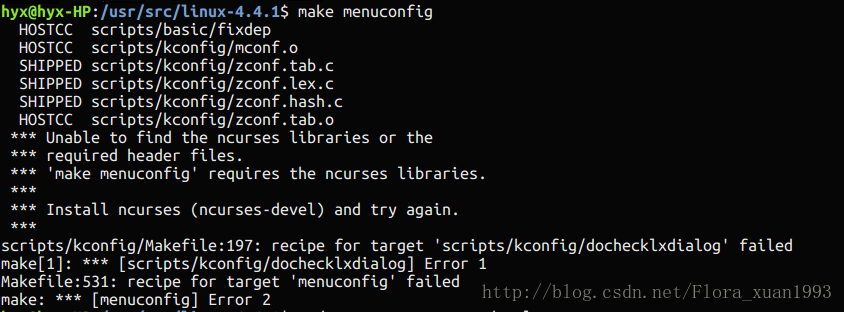 hyx@hyx-HP:/usr/src/linux-4.4.1$ make menuconfig
  HOSTCC  scripts/basic/fixdep
  HOSTCC  scripts/kconfig/mconf.o
  SHIPPED scripts/kconfig/zconf.tab.c
  SHIPPED scripts/kconfig/zconf.lex.c
  SHIPPED scripts/kconfig/zconf.hash.c
  HOSTCC  scripts/kconfig/zconf.tab.o
 *** Unable to find the ncurses libraries or the
 *** required header files.
 *** 'make menuconfig' requires the ncurses libraries.
 ***
 *** Install ncurses (ncurses-devel) and try again.
 ***
scripts/kconfig/Makefile:197: recipe for target 'scripts/kconfig/dochecklxdialog' failed
make[1]: *** [scripts/kconfig/dochecklxdialog] Error 1
Makefile:531: recipe for target 'menuconfig' failed
make: *** [menuconfig] Error 2
http://blog.csdn.net/Flora_xuan1993